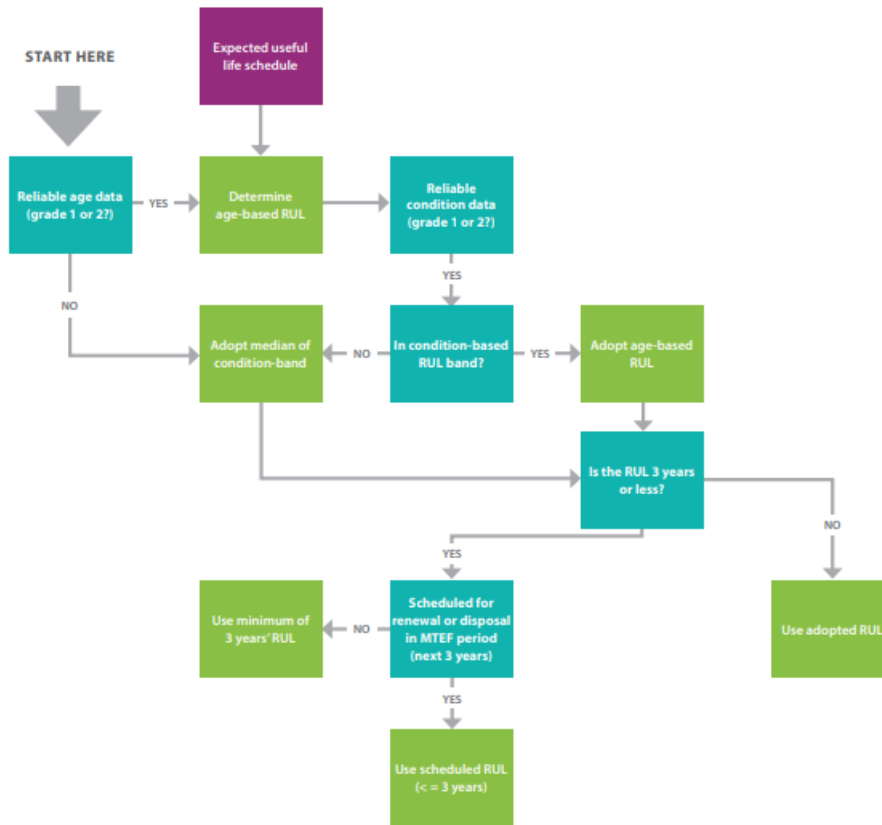 START HERE
Expected useful
life schedule
Reliable age data
(grade 1 or 2?)
YES
Determine
age-based RUL
Reliable
condition data
(grade 1 or 2?)
NO
YES
Adopt median of
condition-band
NO
In condition-based
RUL band?
YES
Adopt age-based
RUL
Is the RUL 3 years
or less?
NO
YES
Use minimum of
3 years' RUL
NO
Scheduled for
renewal or disposal
in MTEF period
(next 3 years)
Use adopted RUL
YES
Use scheduled RUL
(< = 3 years)